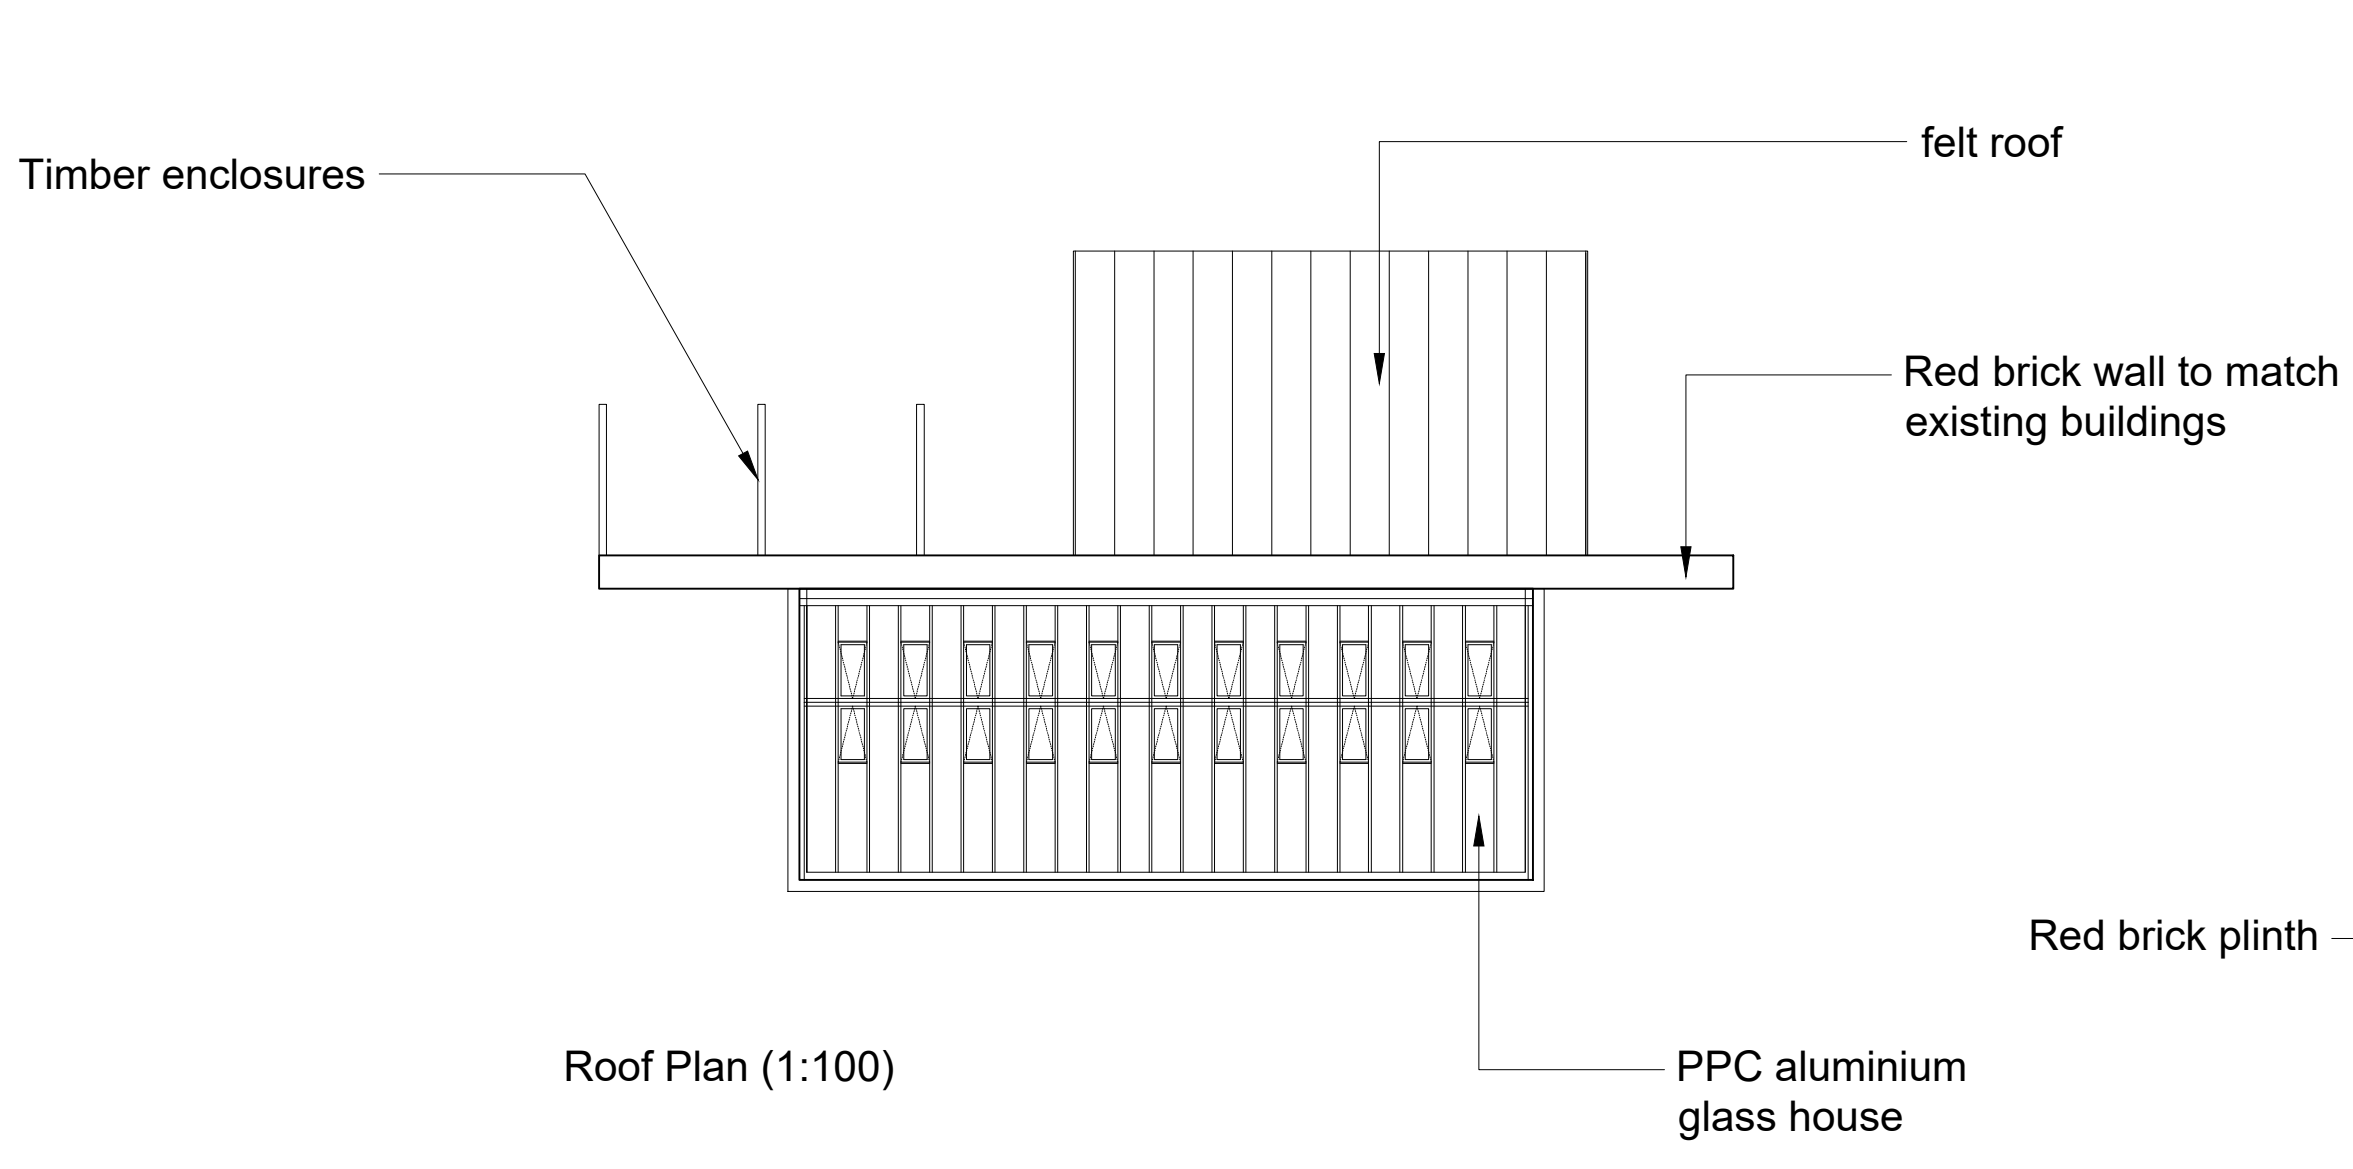 felt roof
Timber enclosures
Red brick wall to match
existing buildings
Red brick plinth
Roof Plan (1:100)
PPC aluminium
glass house